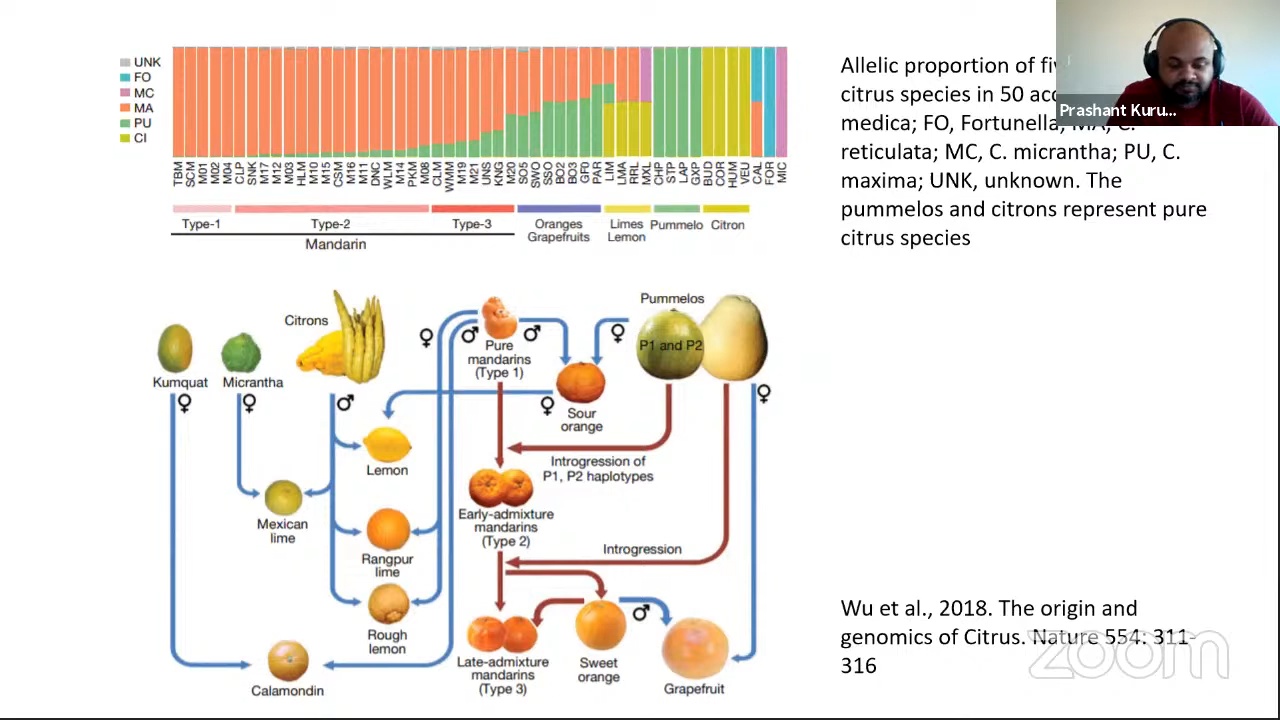 UNK
FO
MC
MA
PU
CI
TBM SCM M01 M02 M04 CLP SNK M17 M12 M03 HLM M10 M15 CSM M16 M11 DNC WLM M14 PKM M08 CLM WMM M19 M21 UNS KNG M20 SO5 SWO SSO BO2 BO3 GF0 PAR LIM LMA RRL MXL CHP STP LAP GXP BUD COR HUM VEU CAL FOR MIC
Type-1 Type-2 Type-3 Oranges Grapefruits Limes Lemon Pummelo Citron
Mandarin
Allelic proportion of
citrus species in 50
Prashant Kuru...
medica; FO, Fortunella, MA, C.
reticulata; MC, C. micrantha; PU, C.
maxima; UNK, unknown. The
pummelos and citrons represent pure
citrus species
Citrons
Pummelos
♀ ♂ Pure ♂ ♀ P1 and P2
mandarins
(Type 1)
Kumquat Micrantha
♀ ♀ ♂ ♀ ♀
Sour
orange
Lemon
Introgression of
P1, P2 haplotypes
Mexican
lime
Early-admixture
mandarins
(Type 2)
Rangpur
lime
Introgression
♂
Rough
lemon
Late-admixture
mandarins
(Type 3)
Sweet
orange
Calamondin
Grapefruit
Wu et al., 2018. The origin and
genomics of Citrus. Nature 554: 311-
316
zoom